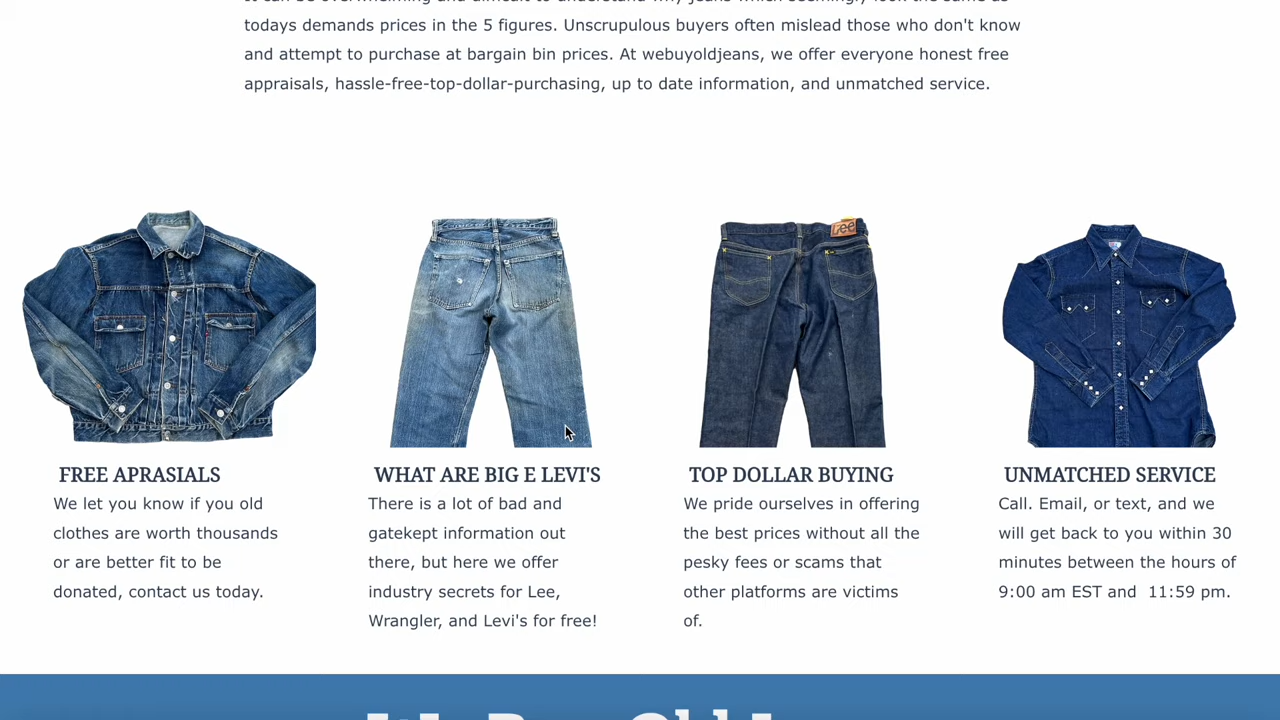 todays demands prices in the 5 figures. Unscrupulous buyers often mislead those who don't know
and attempt to purchase at bargain bin prices. At webuyoldjeans, we offer everyone honest free
appraisals, hassle-free-top-dollar-purchasing, up to date information, and unmatched service.
Lee
FREE APRASIALS
We let you know if you old
clothes are worth thousands
or are better fit to be
donated, contact us today.
WHAT ARE BIG E LEVI'S
There is a lot of bad and
gatekept information out
there, but here we offer
industry secrets for Lee,
Wrangler, and Levi's for free!
TOP DOLLAR BUYING
We pride ourselves in offering
the best prices without all the
pesky fees or scams that
other platforms are victims
of.
UNMATCHED SERVICE
Call. Email, or text, and we
will get back to you within 30
minutes between the hours of
9:00 am EST and  11:59 pm.